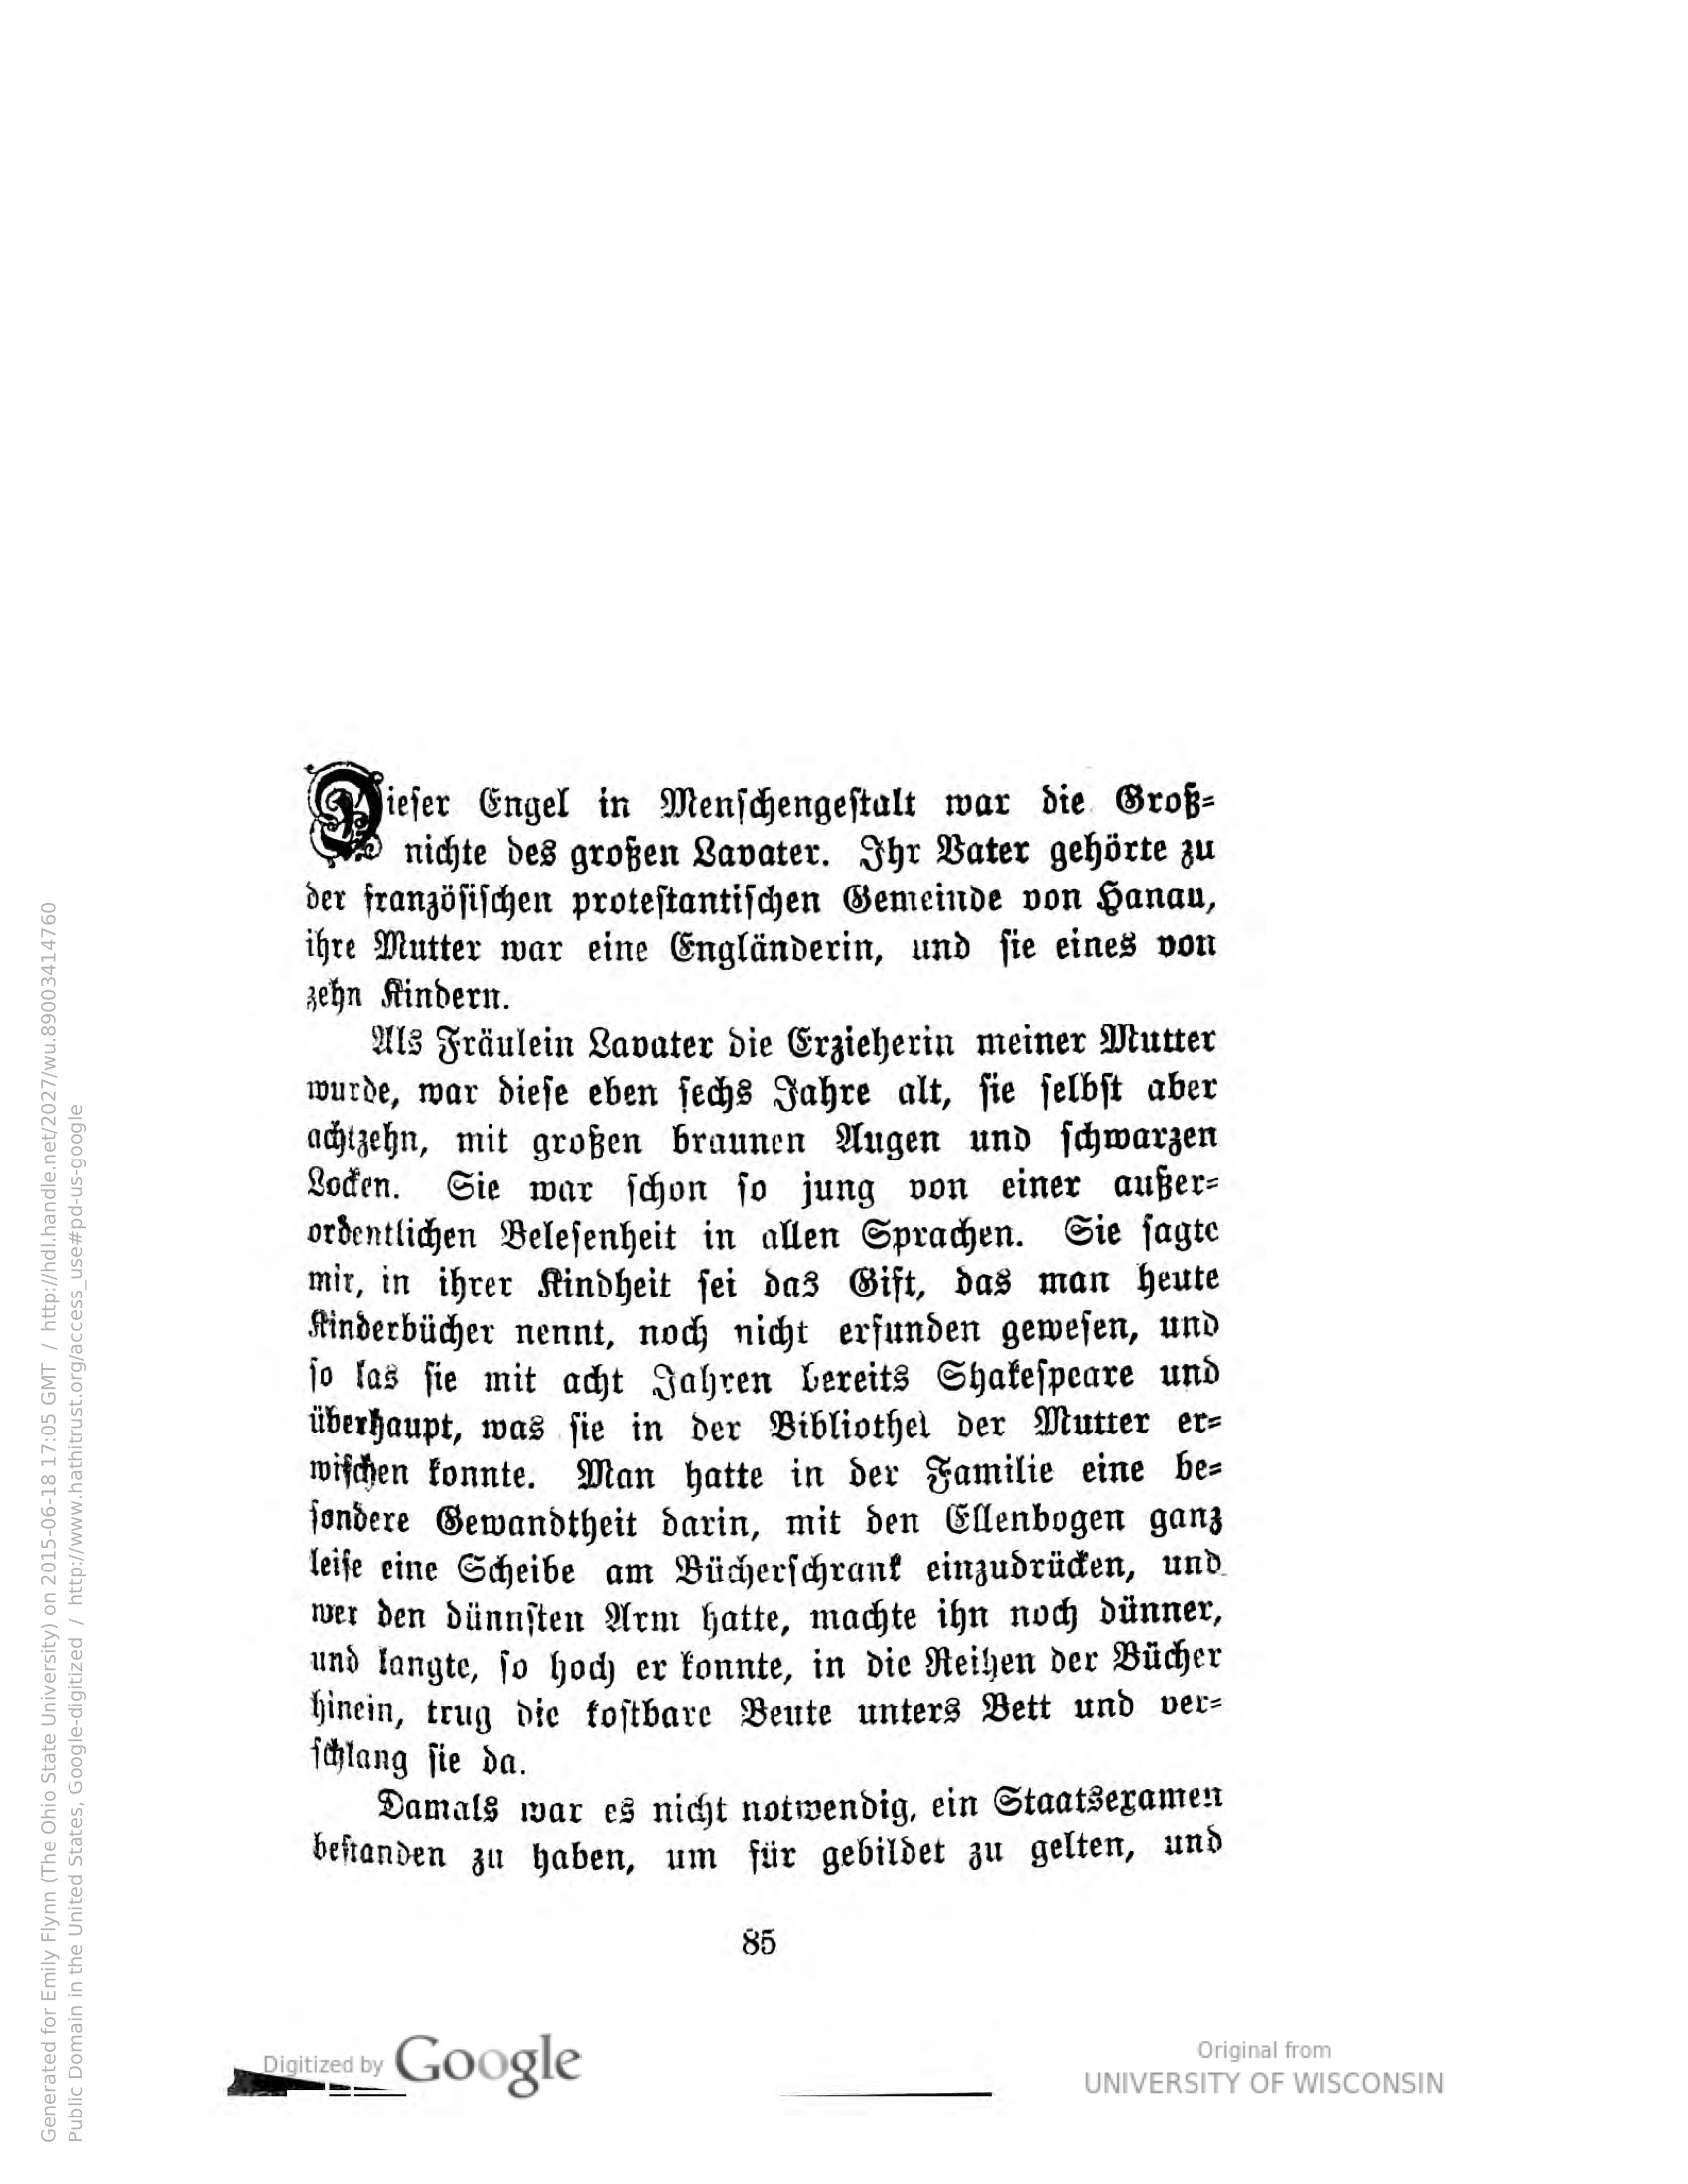 Dieser Engel in Menschengestalt war die Groß-
nichte des großen Lavater. Ihr Vater gehörte zu
der französischen protestantischen Gemeinde von Hanau,
ihre Mutter war eine Engländerin, und sie eines von
zehn Kindern.
Als Fräulein Lavater die Erzieherin meiner Mutter
wurde, war diese eben sechs Jahre alt, sie selbst aber
achtzehn, mit großen braunen Augen und schwarzen
Locken. Sie war schon so jung von einer außer-
ordentlichen Belesenheit in allen Sprachen. Sie sagte
mir, in ihrer Kindheit sei das Gift, das man heute
Kinderbücher nennt, noch nicht erfunden gewesen, und
so las sie mit acht Jahren bereits Shakespeare und
überhaupt, was sie in der Bibliothek der Mutter er-
wischen konnte. Man hatte in der Familie eine be-
sondere Gewandtheit darin, mit den Ellenbogen ganz
leise eine Scheibe am Bücherschrank einzudrücken, und
wer den dünnsten Arm hatte, machte ihn noch dünner,
und langte, so hoch er konnte, in die Reihen der Bücher
hinein, trug die kostbare Beute unters Bett und ver-
schlang sie da.
Damals war es nicht notwendig, ein Staatsexamen
bestanden zu haben, um für gebildet zu gelten, und
85
Digitized by Google
Original from
UNIVERSITY OF WISCONSIN
Generated for Emily Flynn (The Ohio State University) on 2015-06-18 17:05 GMT / http://hdl.handle.net/2027/wu.89003414760
Public Domain in the United States, Google-digitized / http://www.hathitrust.org/access_use#pd-us-google